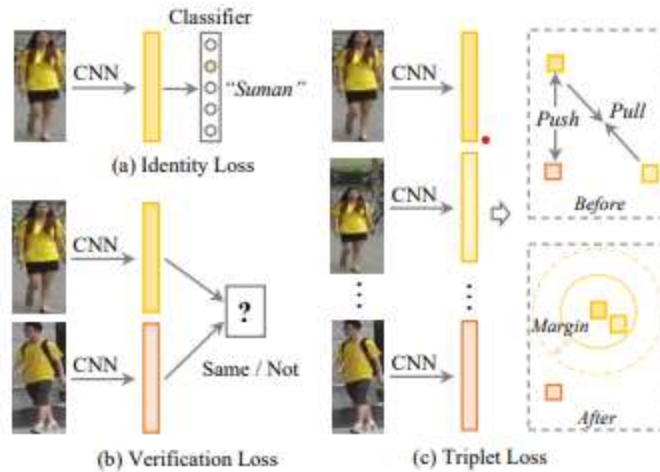 Classifier
CNN
"Suman"
(a) Identity Loss
CNN
CNN
?
Same / Not
(b) Verification Loss
CNN
CNN
CNN
Push
Pull
Before
Margin
After
(c) Triplet Loss